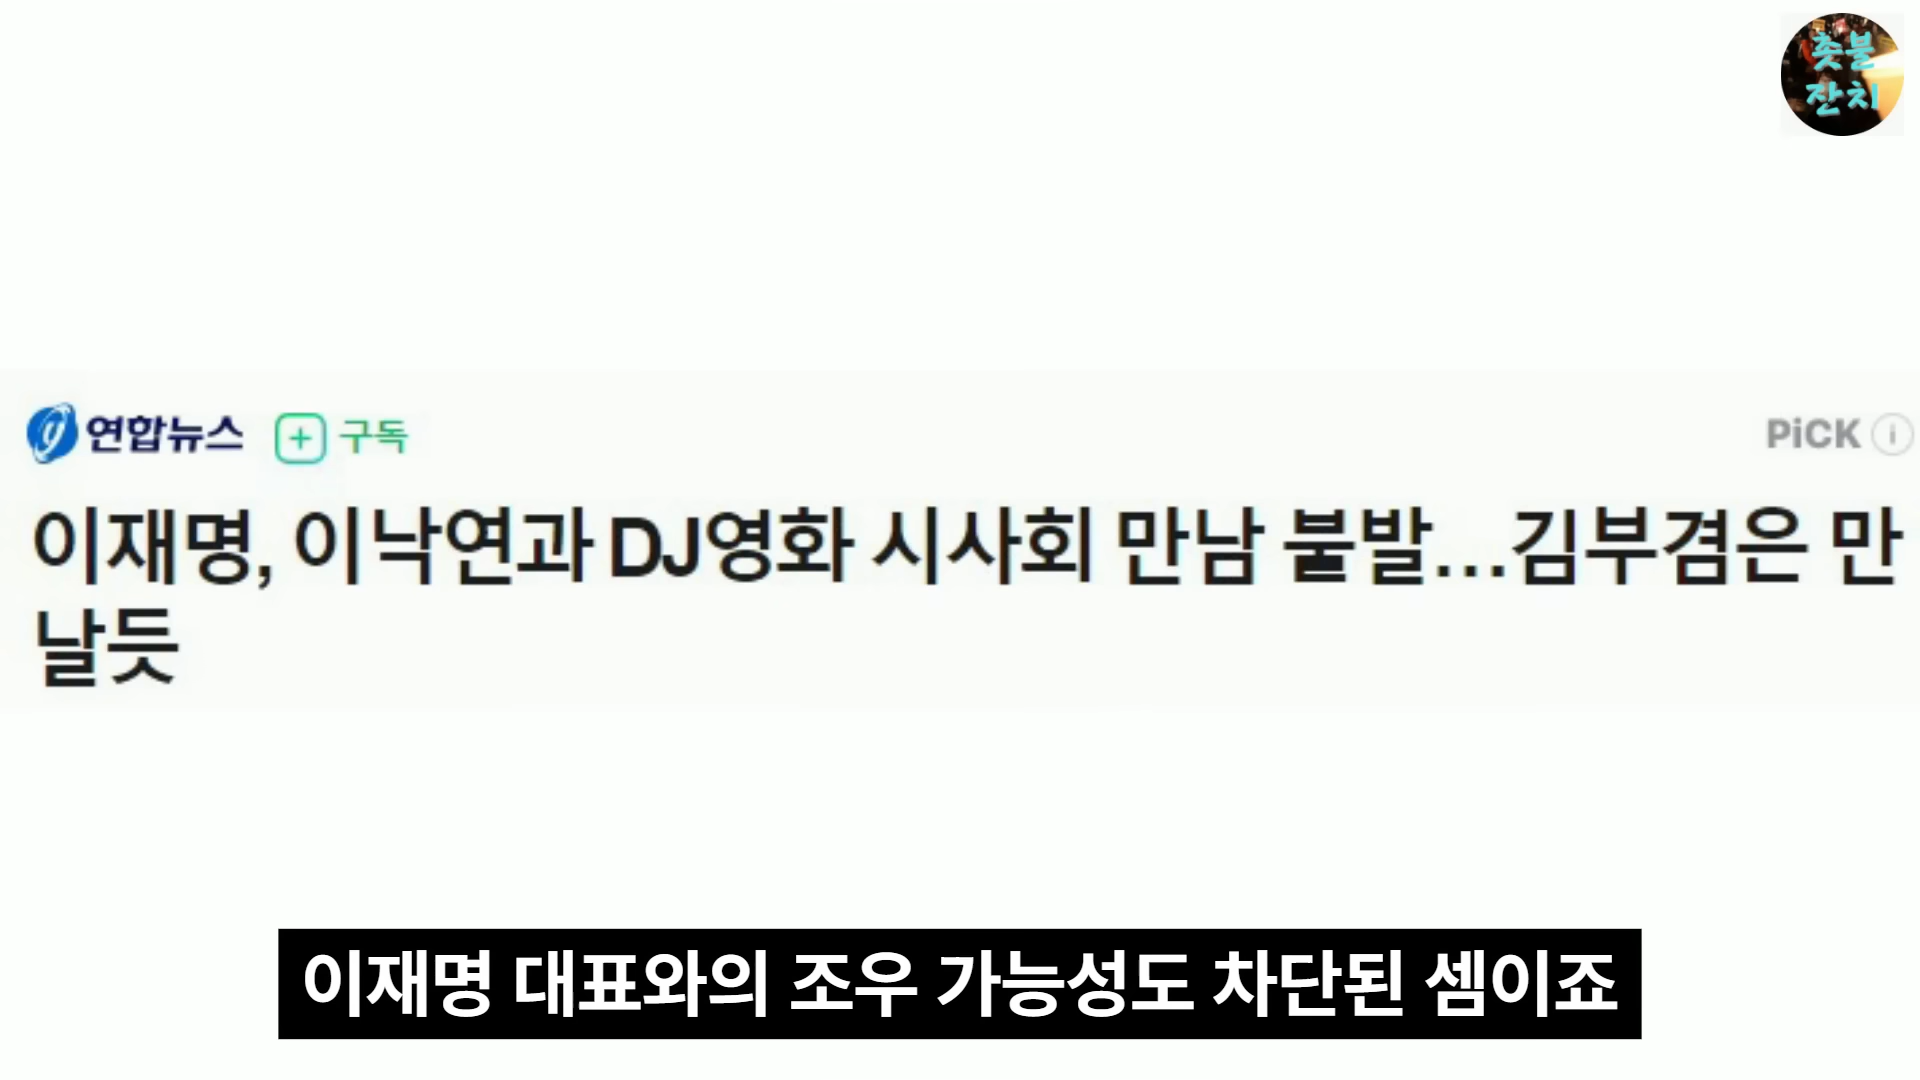 촛불
잔치
연합뉴스 구독 PiCK
이재명, 이낙연과 DJ영화 시사회 만남 불발…김부겸은 만
날듯
이재명 대표와의 조우 가능성도 차단된 셈이죠